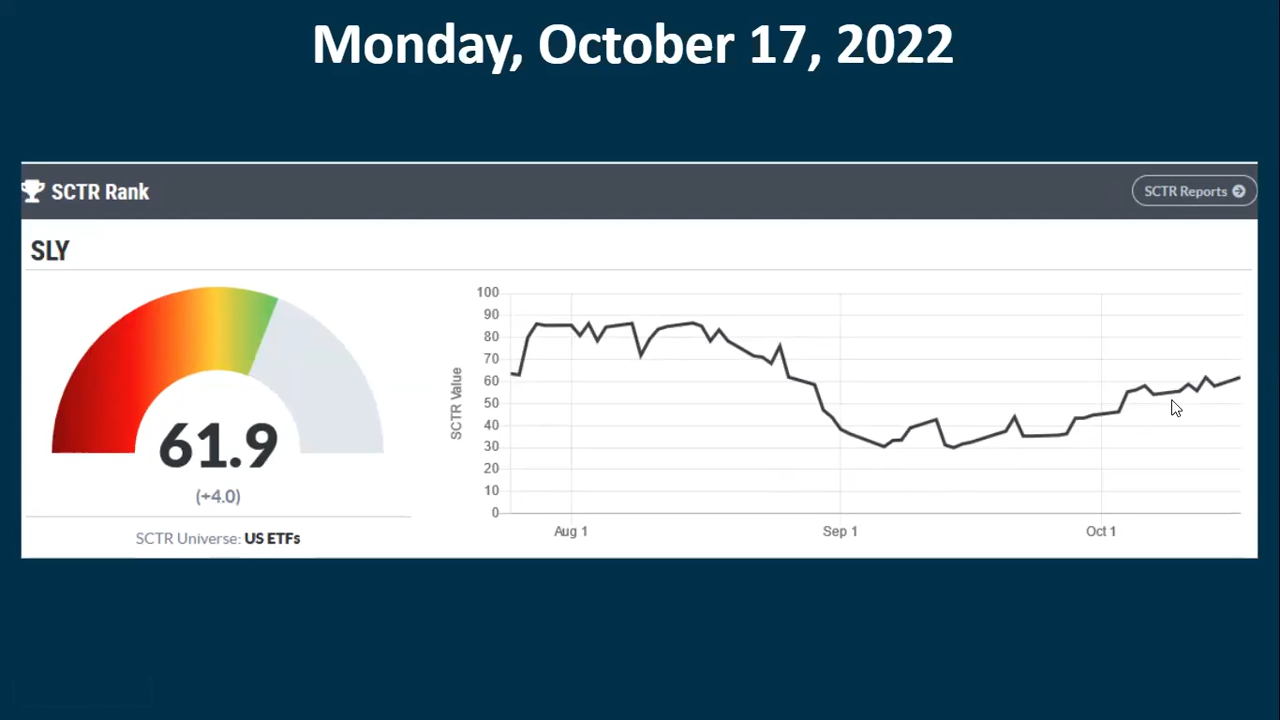 Monday, October 17, 2022
SCTR Rank
SCTR Reports
SLY
100
90
80
70
60
50
40
30
20
10
0
SCTR Value
Aug 1
Sep 1
Oct 1
61.9
(+4.0)
SCTR Universe: US ETFs